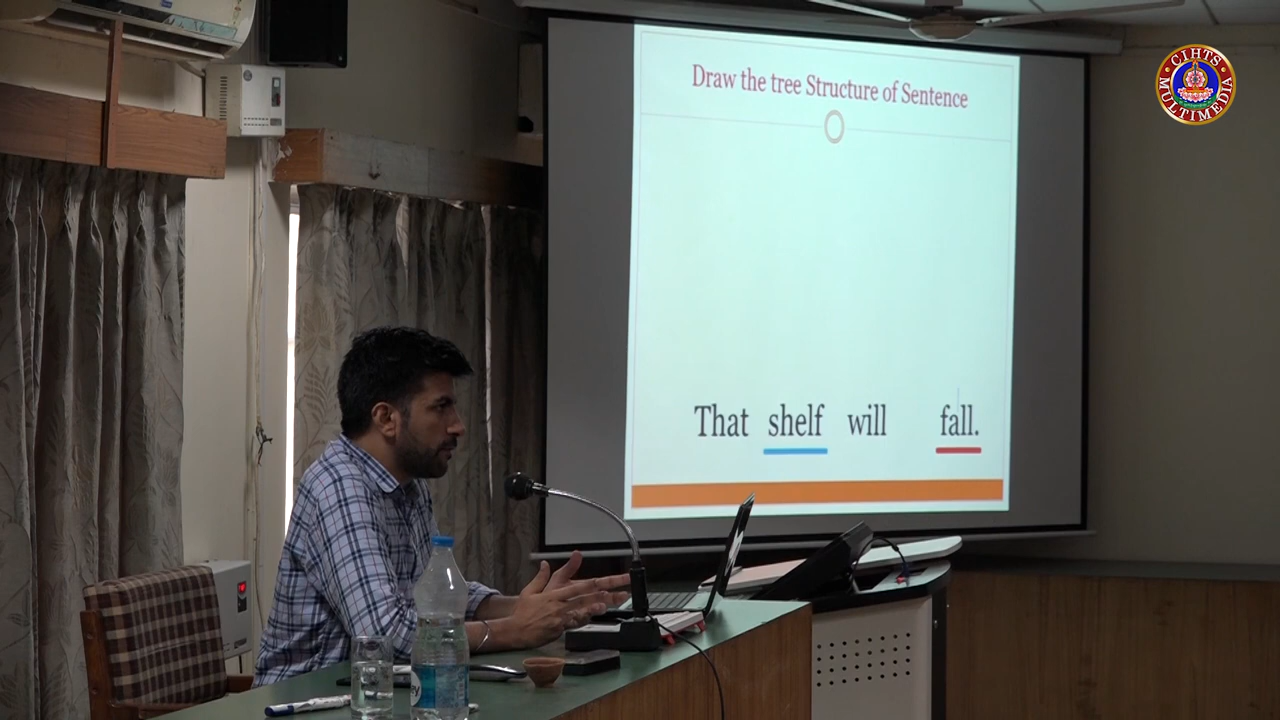 Draw the tree Structure of Sentence
That shelf will fall.
CIHTS
MULTIMEDIA